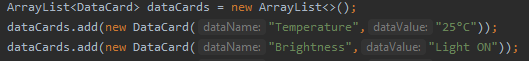 ArrayList<DataCard> dataCards = new ArrayList<>();
dataCards.add(new DataCard( dataName: "Temperature", dataValue: "25°C"));
dataCards.add(new DataCard( dataName: "Brightness", dataValue: "Light ON"));